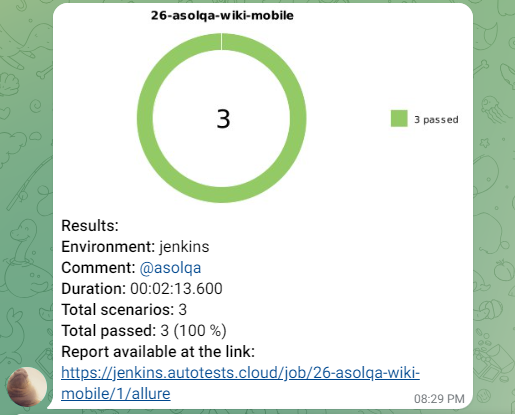 26-asolqa-wiki-mobile
3
3 passed
Results:
Environment: jenkins
Comment: @asolqa
Duration: 00:02:13.600
Total scenarios: 3
Total passed: 3 (100 %)
Report available at the link:
https://jenkins.autotests.cloud/job/26-asolqa-wiki-
mobile/1/allure
08:29 PM